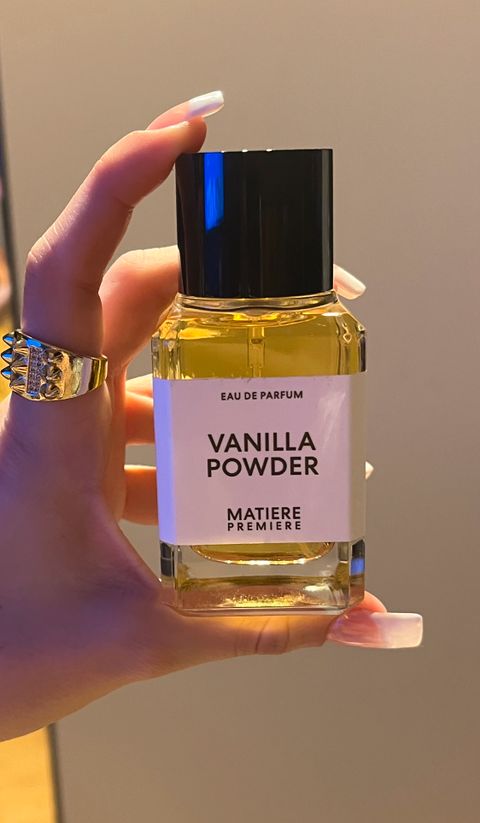 EAU DE PARFUM
VANILLA
POWDER
MATIERE
PREMIERE